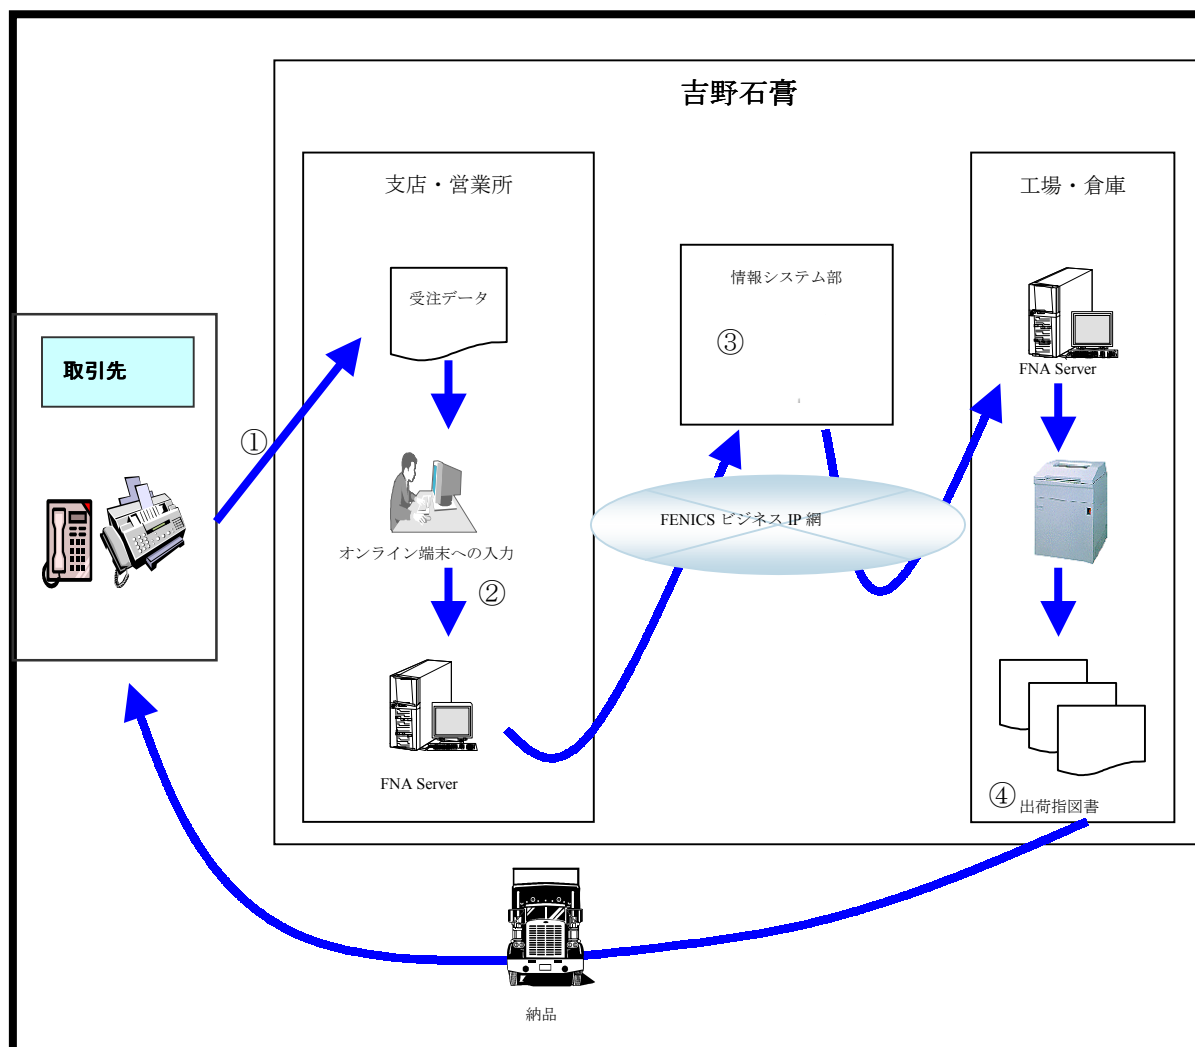 吉野石膏
支店・営業所
工場・倉庫
受注データ
情報システム部
③
取引先
FNA Server
①
FENICS ビジネス IP 網
オンライン端末への入力
②
FNA Server
④
出荷指図書
納品